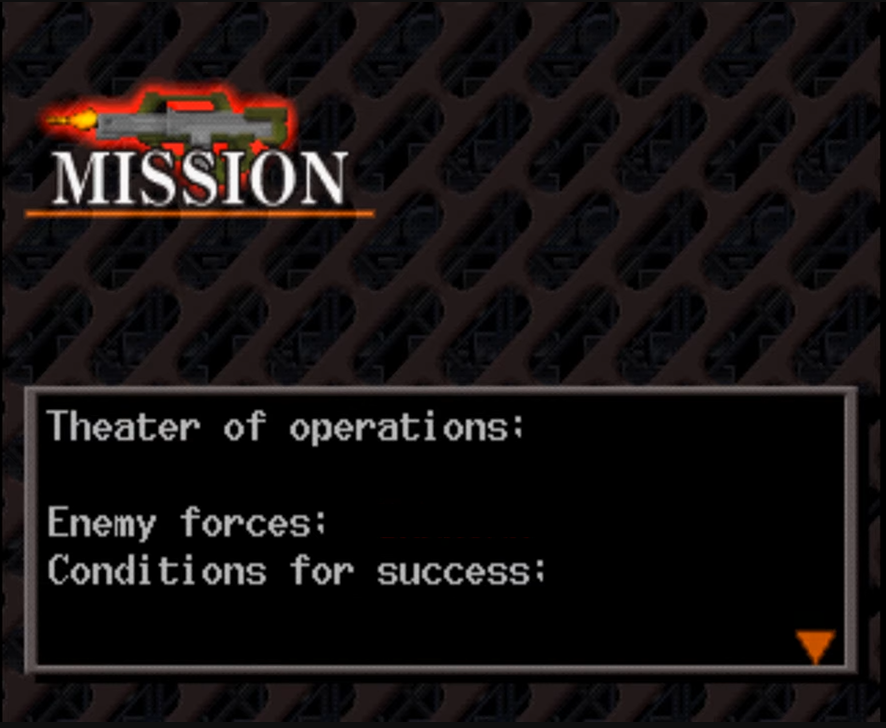 MISSION
Theater of operations;
Enemy forces;
Conditions for success;